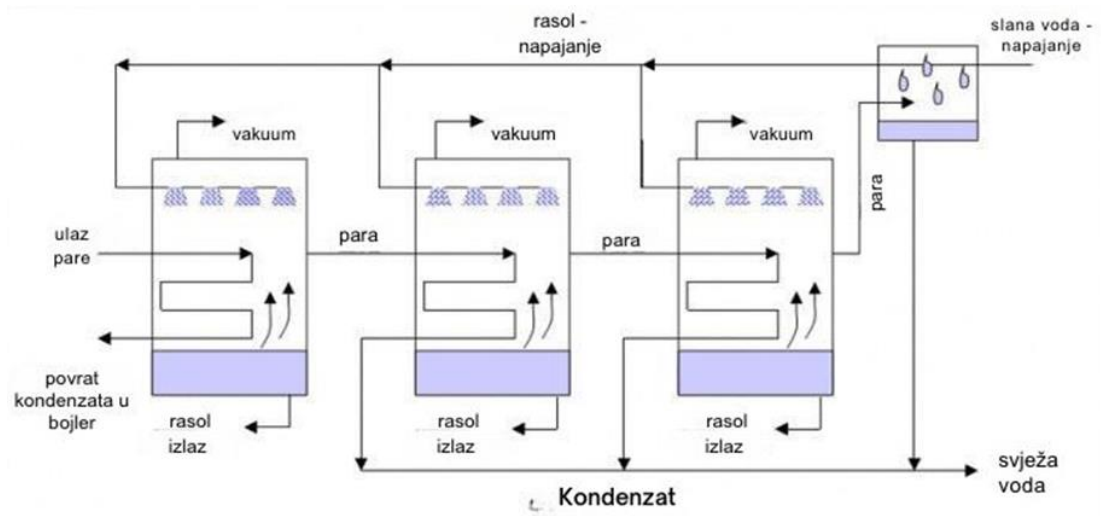 rasol -
napajanje
slana voda -
napajanje
vakuum
vakuum
vakuum
ulaz
pare
para
para
para
povrat
kondenzata u
bojler
rasol
izlaz
rasol
izlaz
rasol
izlaz
svježa
voda
Kondenzat